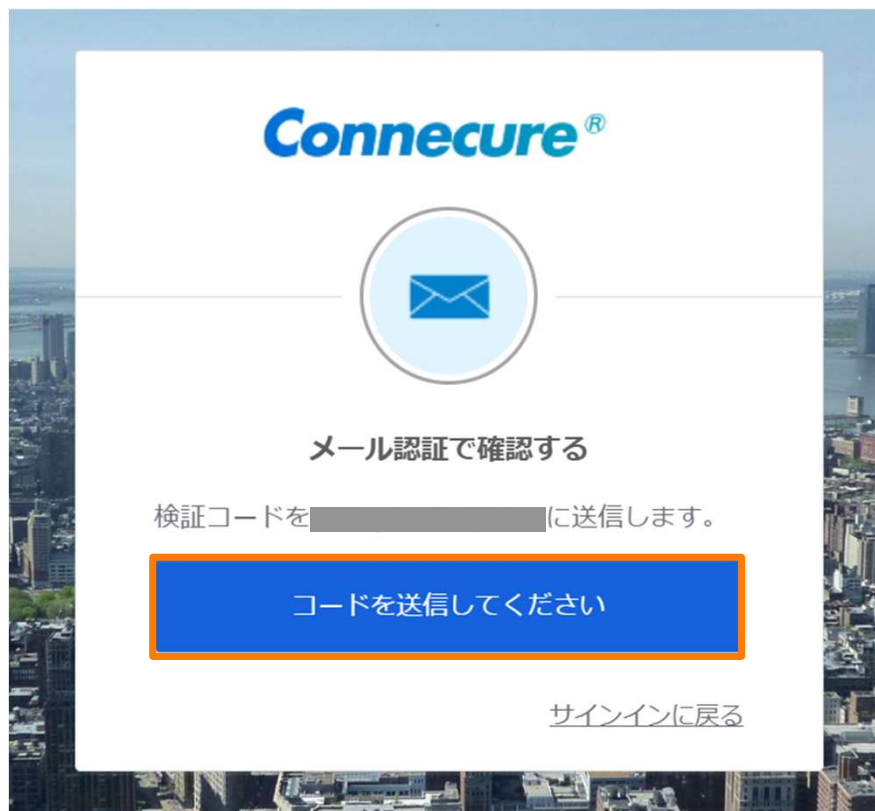 Connecure®
メール認証で確認する
検証コードを に送信します。
コードを送信してください
サインインに戻る